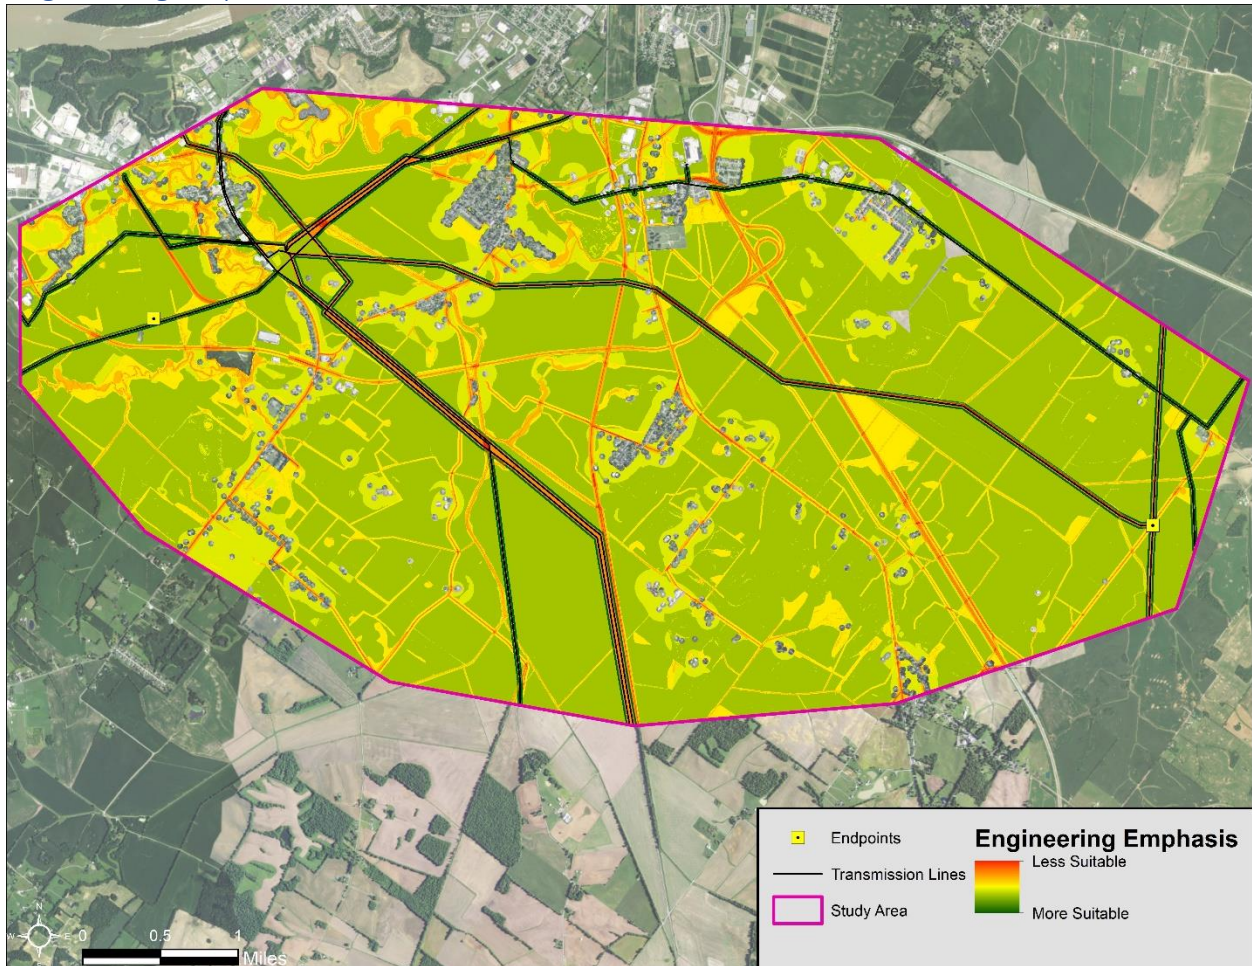 Endpoints
Transmission Lines
Study Area
Engineering Emphasis
Less Suitable
More Suitable
N
W
E
S
0
0.5
1
Miles